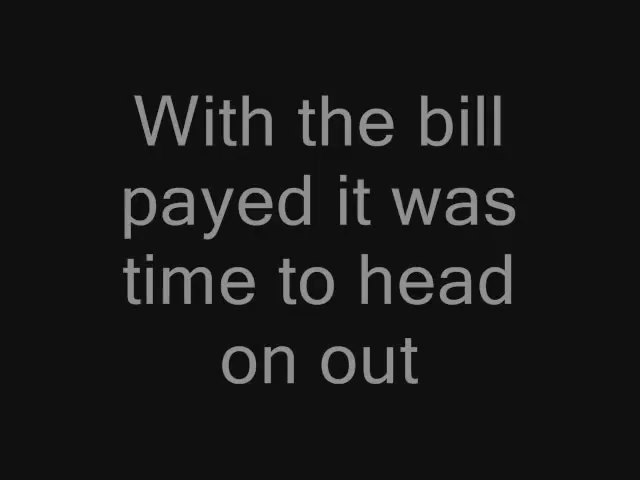 With the bill
payed it was
time to head
on out